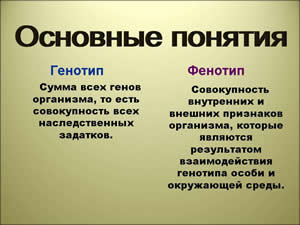 Основные понятия
Генотип
Сумма всех генов
организма, то есть
совокупность всех
наследственных
задатков.
Фенотип
Совокупность
внутренних и
внешних признаков
организма, которые
являются
результатом
взаимодействия
генотипа особи и
окружающей среды.